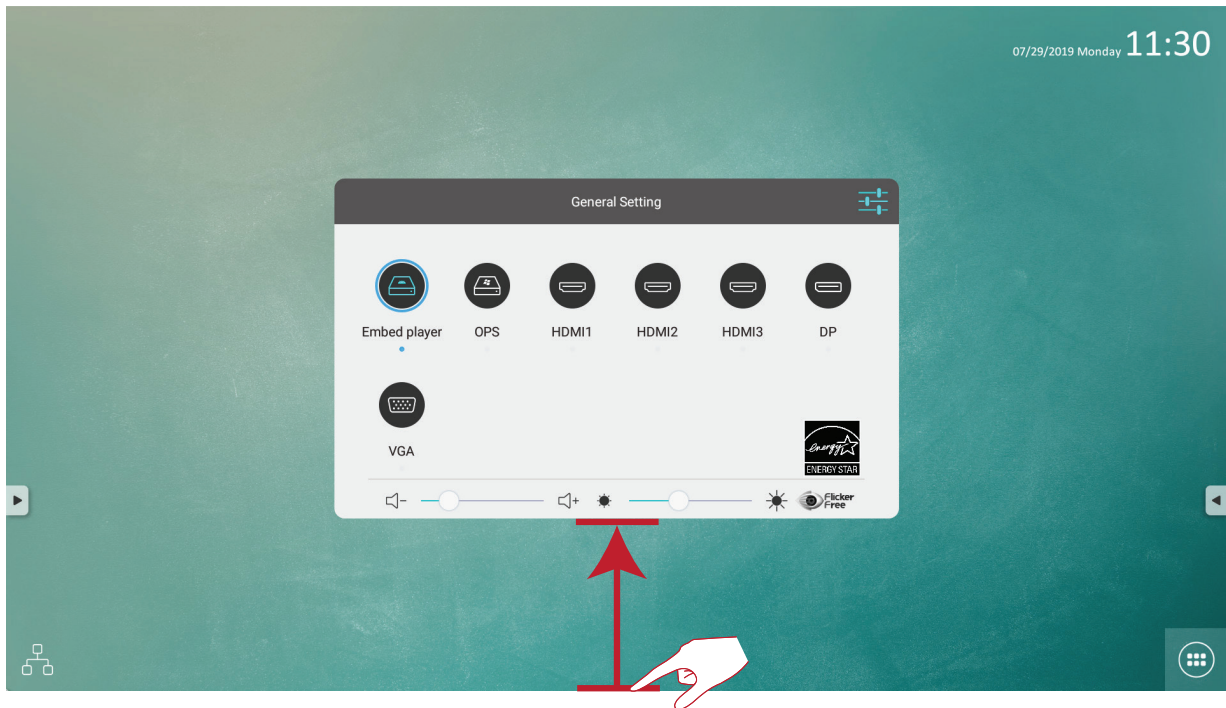 07/29/2019 Monday 11:30
General Setting
Embed player OPS HDMI1 HDMI2 HDMI3 DP
VGA
energy
ENERGY STAR
Flicker
Free